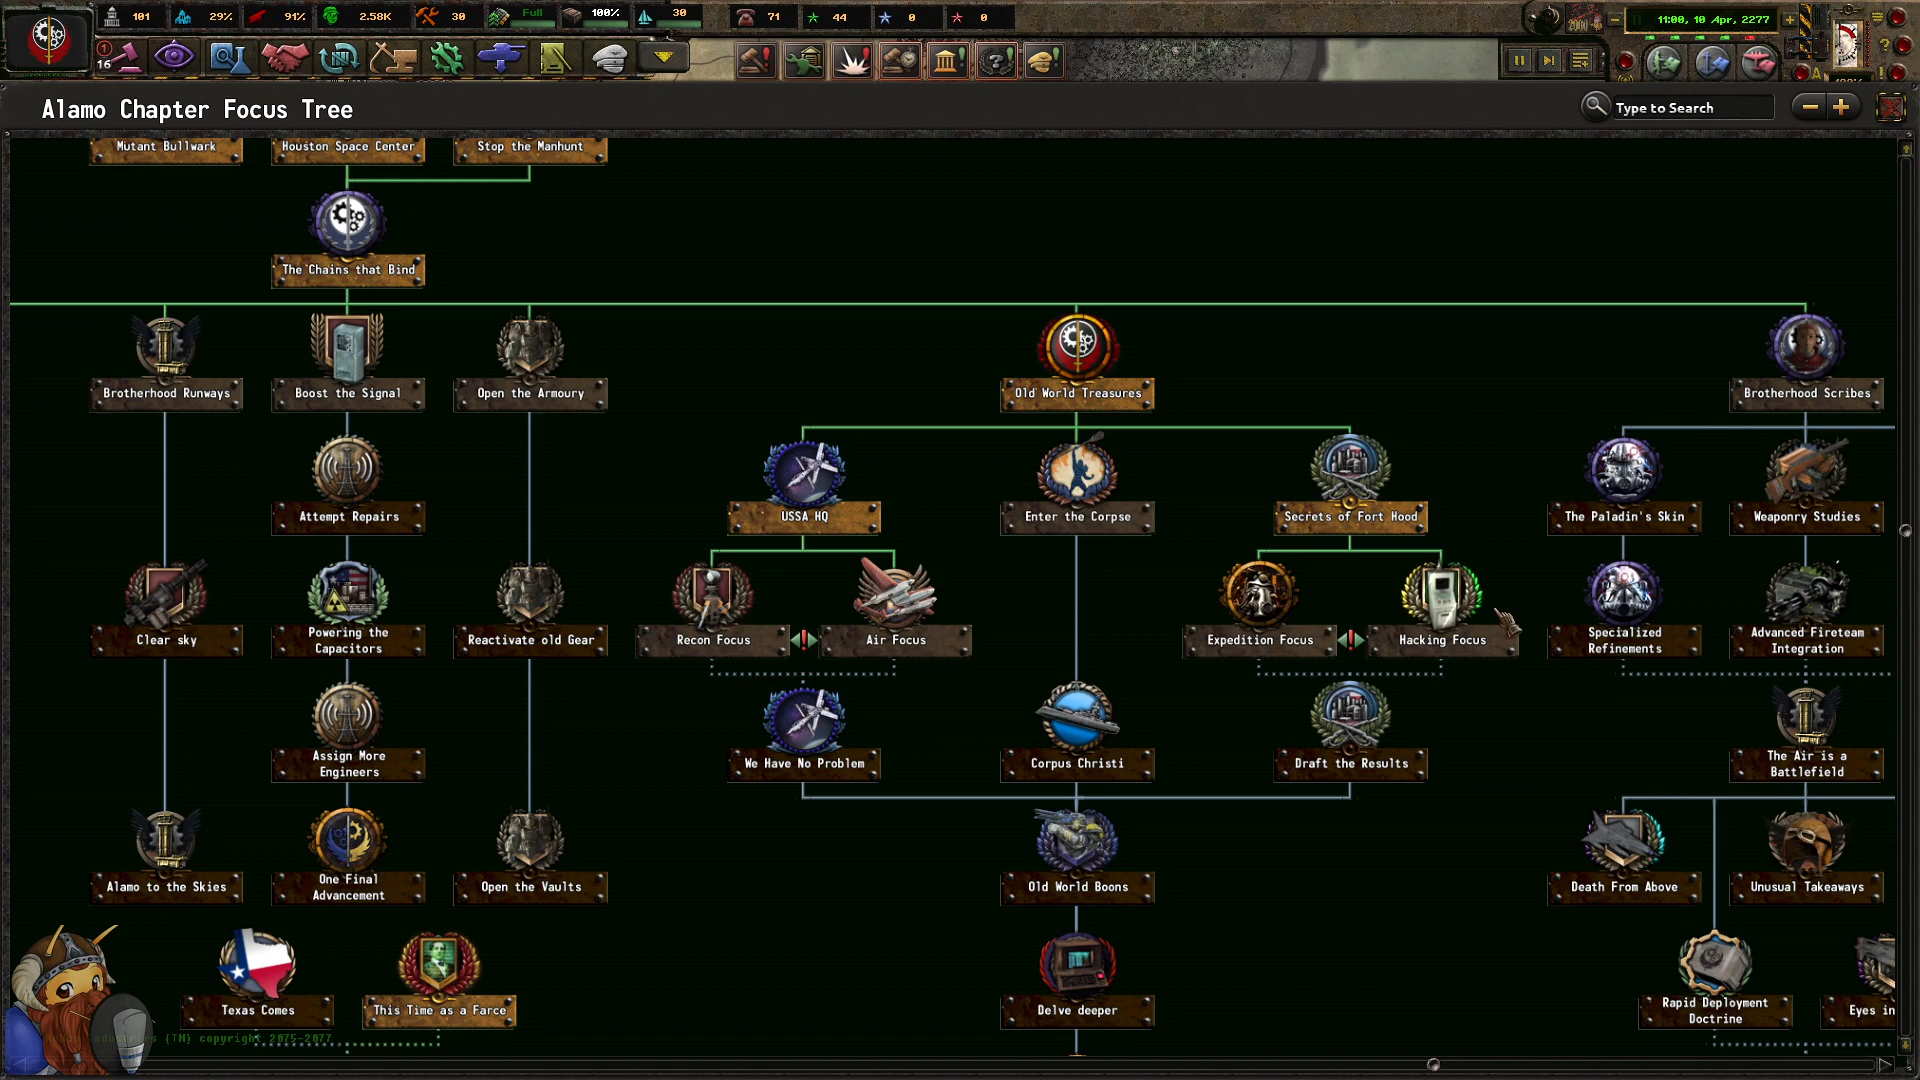 101
29%
91%
2.58K
30
Full
100%
30
71
44
0
0
11:00, 10 Apr, 2277
1
16
Alamo Chapter Focus Tree
Type to Search
Mutant Bullwark
Houston Space Center
Stop the Manhunt
The Chains that Bind
Brotherhood Runways
Boost the Signal
Open the Armoury
Old World Treasures
Brotherhood Scribes
Attempt Repairs
USSA HQ
Enter the Corpse
Secrets of Fort Hood
The Paladin's Skin
Weaponry Studies
Clear sky
Powering the
Capacitors
Reactivate old Gear
Recon Focus
Air Focus
Expedition Focus
Hacking Focus
Specialized
Refinements
Advanced Fireteam
Integration
Assign More
Engineers
We Have No Problem
Corpus Christi
Draft the Results
The Air is a
Battlefield
Alamo to the Skies
One Final
Advancement
Open the Vaults
Old World Boons
Death From Above
Unusual Takeaways
Texas Comes
This Time as a Farce
Delve deeper
Rapid Deployment
Doctrine
Eyes in
(TM) copyright 2075-2077